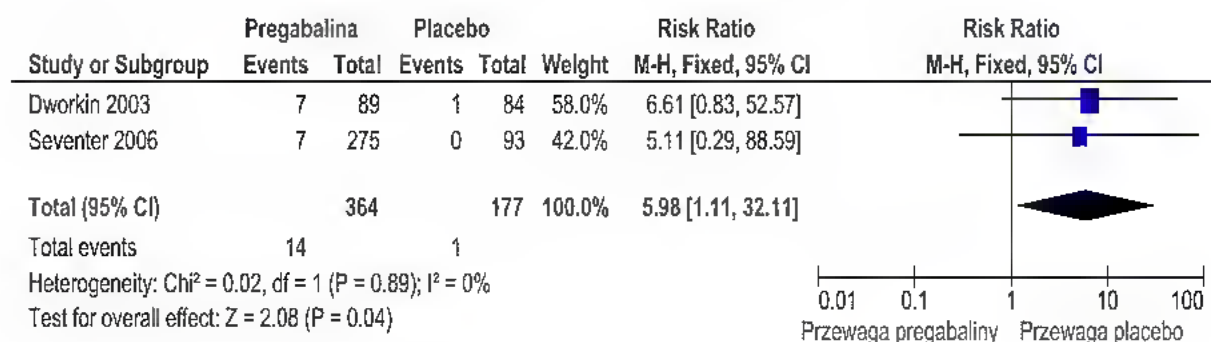 Pregabalina Placebo Risk Ratio Risk Ratio
Study or Subgroup Events Total Events Total Weight M-H, Fixed, 95% CI M-H, Fixed, 95% CI
Dworkin 2003 7 89 1 84 58.0% 6.61 [0.83, 52.57]
Seventer 2006 7 275 0 93 42.0% 5.11 [0.29, 88.59]
Total (95% CI) 364 177 100.0% 5.98 [1.11, 32.11]
Total events 14 1
Heterogeneity: Chi² = 0.02, df = 1 (P = 0.89); I² = 0%
Test for overall effect: Z = 2.08 (P = 0.04)
0.01 0.1 1 10 100
Przewaga pregabaliny Przewaga placebo